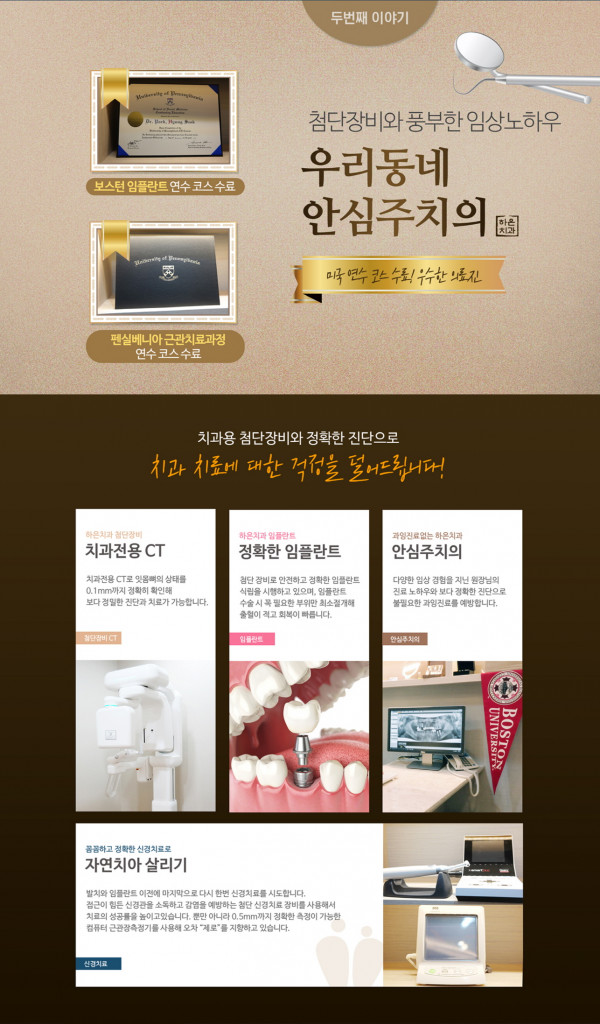 두번째 이야기
첨단장비와 풍부한 임상노하우
우리동네
안심주치의
하은
치과
미국 연수 코스 수료! 우수한 의료진
University of Pennsylvania
보스턴 임플란트 연수 코스 수료
University of Pennsylvania
펜실베니아 근관치료과정
연수 코스 수료
치과용 첨단장비와 정확한 진단으로
치과 치료에 대한 걱정을 덜어드립니다!
하은치과 첨단장비
치과전용 CT
치과전용 CT로 잇몸뼈의 상태를
0.1mm까지 정확히 확인해
보다 정밀한 진단과 치료가 가능합니다.
첨단장비 CT
하은치과 임플란트
정확한 임플란트
첨단 장비로 안전하고 정확한 임플란트
식립을 시행하고 있으며, 임플란트
수술 시 꼭 필요한 부위만 최소절개해
출혈이 적고 회복이 빠릅니다.
임플란트
과잉진료없는 하은치과
안심주치의
다양한 임상 경험을 지닌 원장님의
진료 노하우와 보다 정확한 진단으로
불필요한 과잉진료를 예방합니다.
안심주치의
BOSTON
UNIVERSITY
꼼꼼하고 정확한 신경치료로
자연치아 살리기
발치와 임플란트 이전에 마지막으로 다시 한번 신경치료를 시도합니다.
접근이 힘든 신경관을 소독하고 감염을 예방하는 첨단 신경치료 장비를 사용해서
치료의 성공률을 높이고있습니다. 뿐만 아니라 0.5mm까지 정확한 측정이 가능한
컴퓨터 근관장측정기를 사용해 오차 "제로"를 지향하고 있습니다.
신경치료